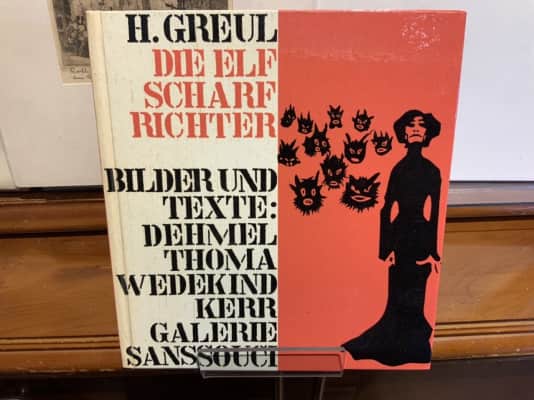 H. GREUL
DIE ELF
SCHARF
RICHTER
BILDER UND
TEXTE:
DEHMEL
THOMA
WEDEKIND
KERR
GALERIE
SANSSOUCI